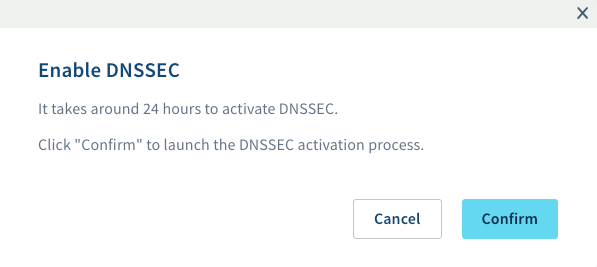 Enable DNSSEC
It takes around 24 hours to activate DNSSEC.
Click "Confirm" to launch the DNSSEC activation process.
Cancel
Confirm